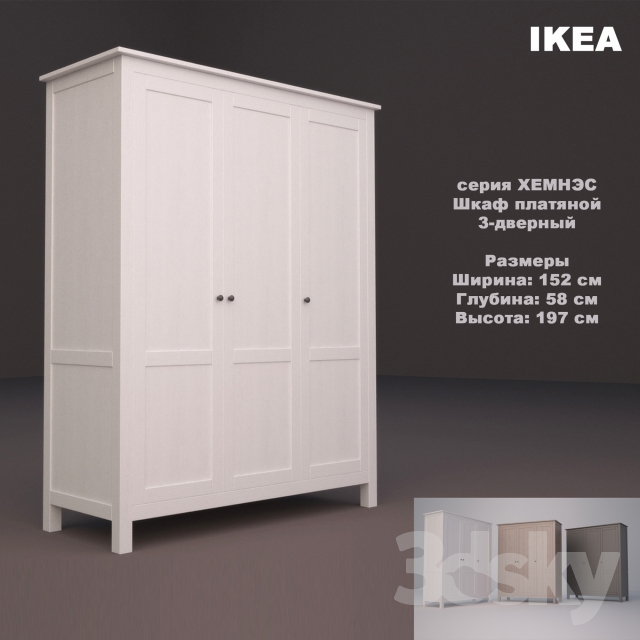 IKEA
серия ХЕМНЭС
Шкаф платяной
3-дверный
Размеры
Ширина: 152 см
Глубина: 58 см
Высота: 197 см
3dsky